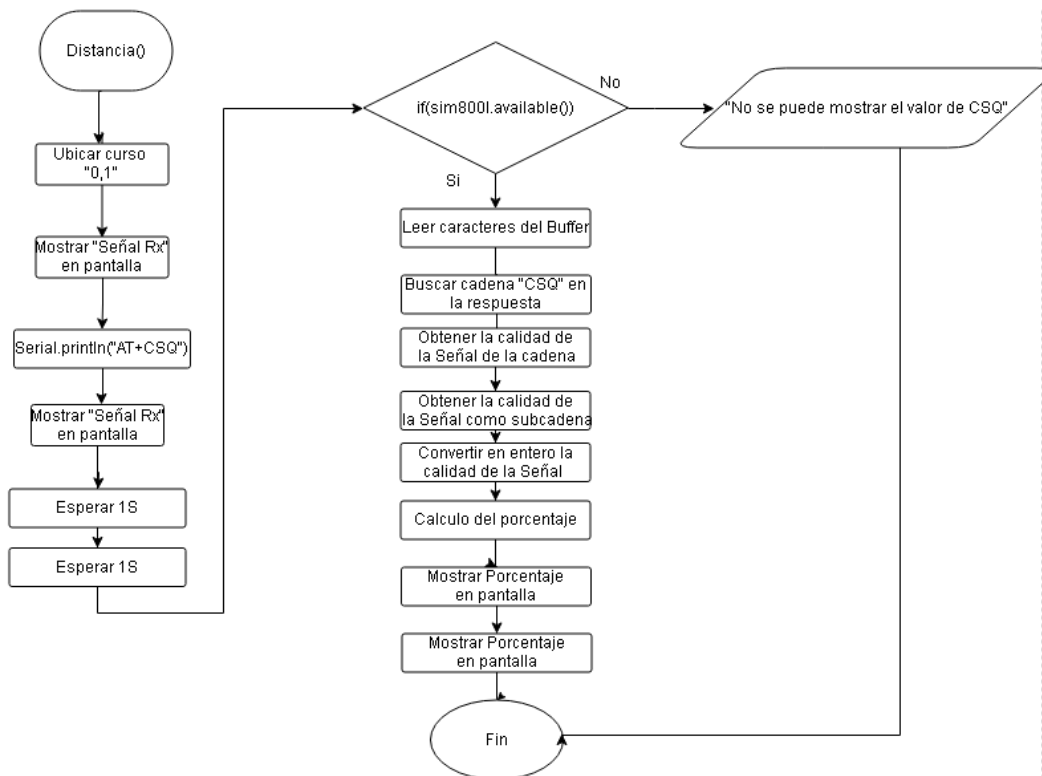 Distancia()
Ubicar curso
"0,1"
Mostrar "Señal Rx"
en pantalla
Serial.println("AT+CSQ")
Mostrar "Señal Rx"
en pantalla
Esperar 1S
Esperar 1S
if(sim800l.available())
No
"No se puede mostrar el valor de CSQ"
Si
Leer caracteres del Buffer
Buscar cadena "CSQ" en
la respuesta
Obtener la calidad de
la Señal de la cadena
Obtener la calidad de
la Señal como subcadena
Convertir en entero la
calidad de la Señal
Calculo del porcentaje
Mostrar Porcentaje
en pantalla
Mostrar Porcentaje
en pantalla
Fin